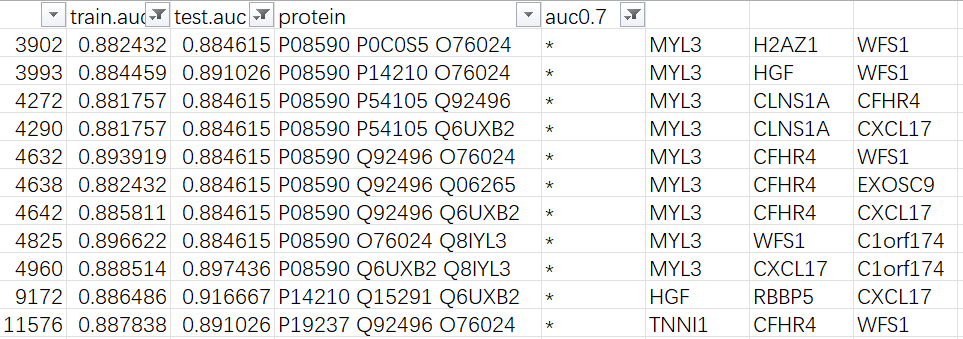 train.auc test.auc protein auc0.7
3902 0.882432 0.884615 P08590 P0C0S5 O76024 * MYL3 H2AZ1 WFS1
3993 0.884459 0.891026 P08590 P14210 O76024 * MYL3 HGF WFS1
4272 0.881757 0.884615 P08590 P54105 Q92496 * MYL3 CLNS1A CFHR4
4290 0.881757 0.884615 P08590 P54105 Q6UXB2 * MYL3 CLNS1A CXCL17
4632 0.893919 0.884615 P08590 Q92496 O76024 * MYL3 CFHR4 WFS1
4638 0.882432 0.884615 P08590 Q92496 Q06265 * MYL3 CFHR4 EXOSC9
4642 0.885811 0.884615 P08590 Q92496 Q6UXB2 * MYL3 CFHR4 CXCL17
4825 0.896622 0.884615 P08590 O76024 Q8IYL3 * MYL3 WFS1 C1orf174
4960 0.888514 0.897436 P08590 Q6UXB2 Q8IYL3 * MYL3 CXCL17 C1orf174
9172 0.886486 0.916667 P14210 Q15291 Q6UXB2 * HGF RBBP5 CXCL17
11576 0.887838 0.891026 P19237 Q92496 O76024 * TNNI1 CFHR4 WFS1